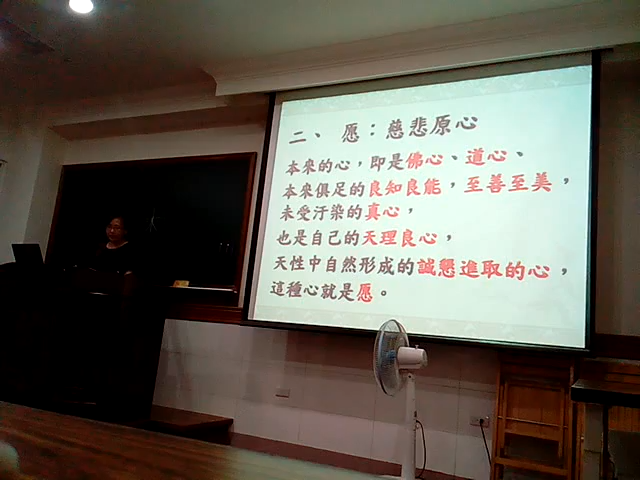 二、 愿：慈悲原心
本來的心，即是佛心、道心、
本來俱足的良知良能，至善至美，
未受汙染的真心，
也是自己的天理良心，
天性中自然形成的誠懇進取的心，
這種心就是愿。